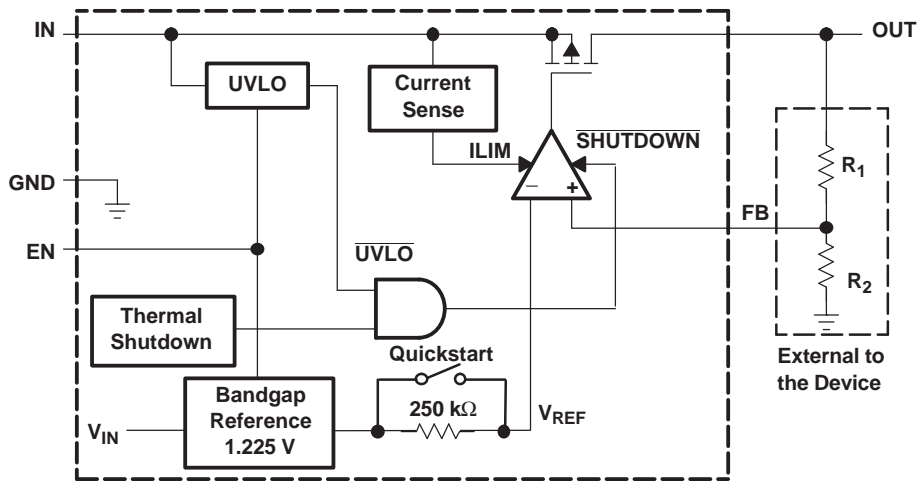 IN
OUT
UVLO
Current
Sense
SHUTDOWN
ILIM
R1
GND
− +
FB
EN
UVLO
R2
Thermal
Shutdown
Quickstart
External to
the Device
Bandgap
Reference
1.225 V
250 kΩ
VREF
VIN